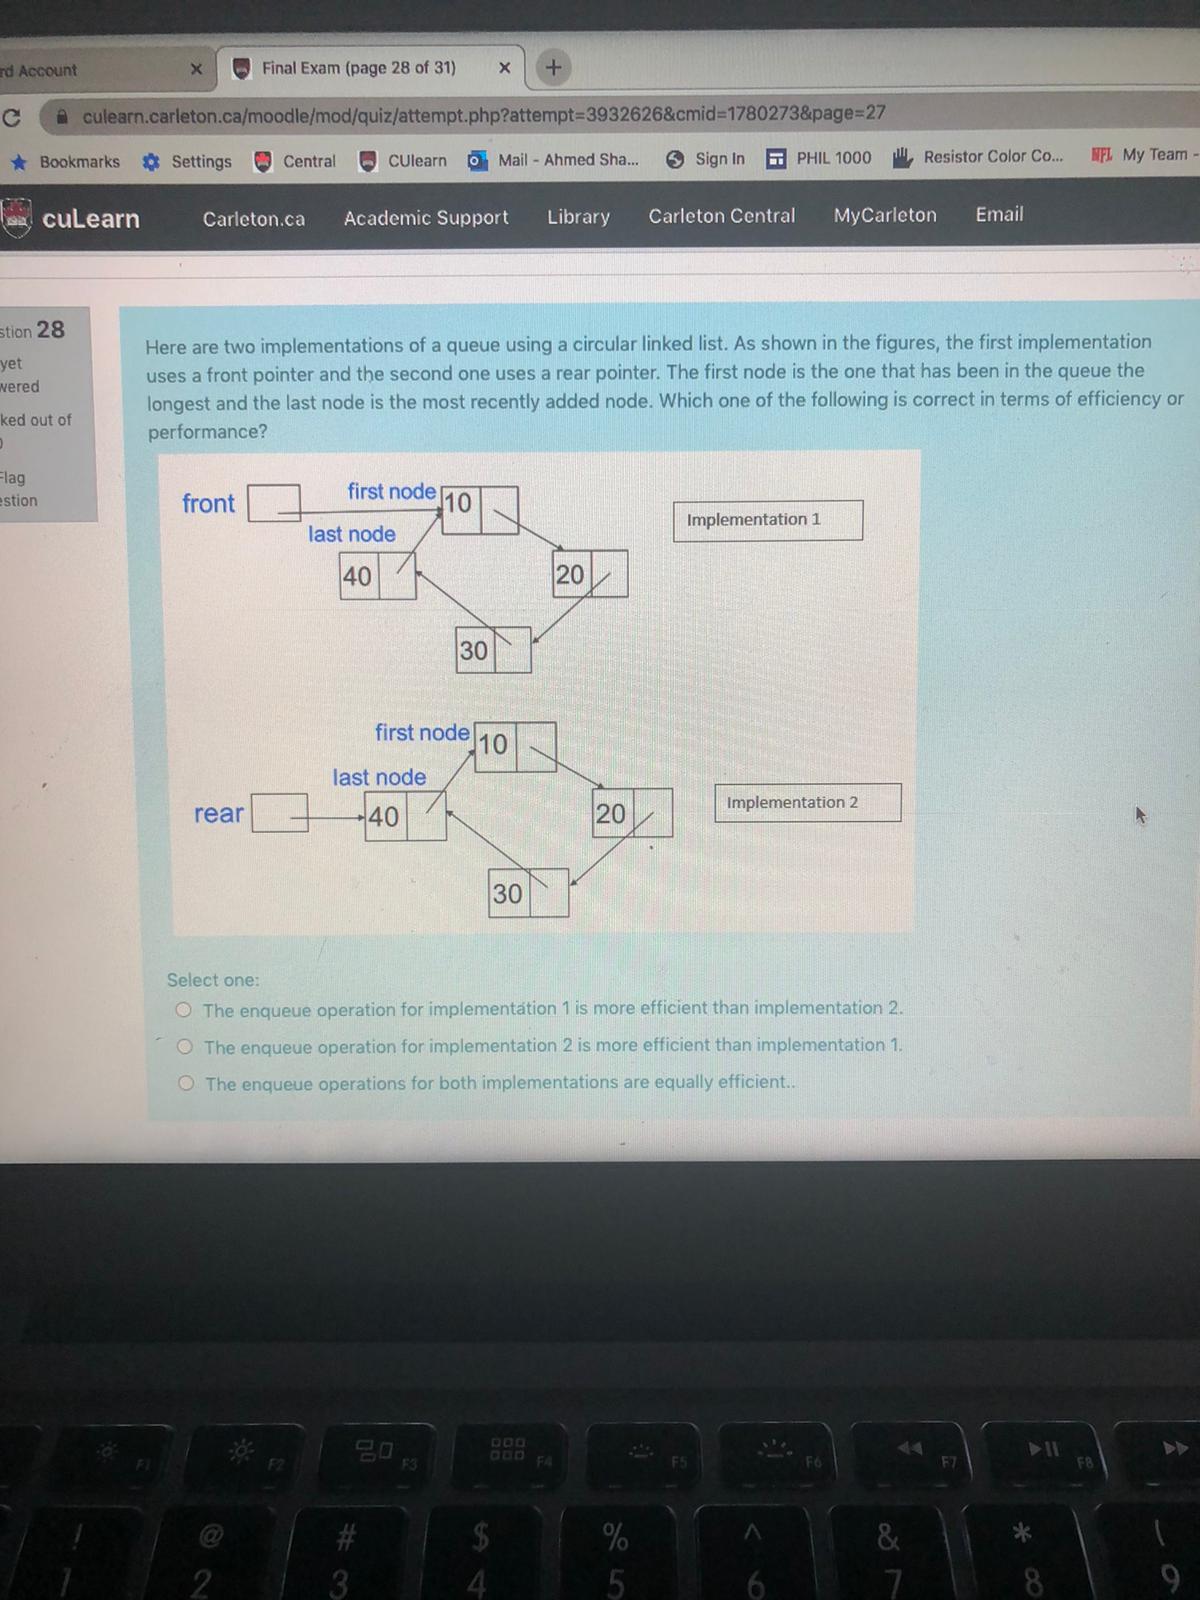 rd Account
Final Exam (page 28 of 31)
culearn.carleton.ca/moodle/mod/quiz/attempt.php?attempt=3932626&cmid=1780273&page=27
Bookmarks Settings Central CUlearn Mail - Ahmed Sha... Sign In PHIL 1000 Resistor Color Co... NFL My Team -
cuLearn Carleton.ca Academic Support Library Carleton Central MyCarleton Email
stion 28
yet
wered
ked out of
Flag
estion
Here are two implementations of a queue using a circular linked list. As shown in the figures, the first implementation
uses a front pointer and the second one uses a rear pointer. The first node is the one that has been in the queue the
longest and the last node is the most recently added node. Which one of the following is correct in terms of efficiency or
performance?
front first node 10
Implementation 1
last node
40 20
30
first node 10
last node
rear 40 20
Implementation 2
30
Select one:
The enqueue operation for implementation 1 is more efficient than implementation 2.
The enqueue operation for implementation 2 is more efficient than implementation 1.
The enqueue operations for both implementations are equally efficient..
F1 F2 F3 F4 F5 F6 F7 F8
! @ # $ % ^ & * (
1 2 3 4 5 6 7 8 9